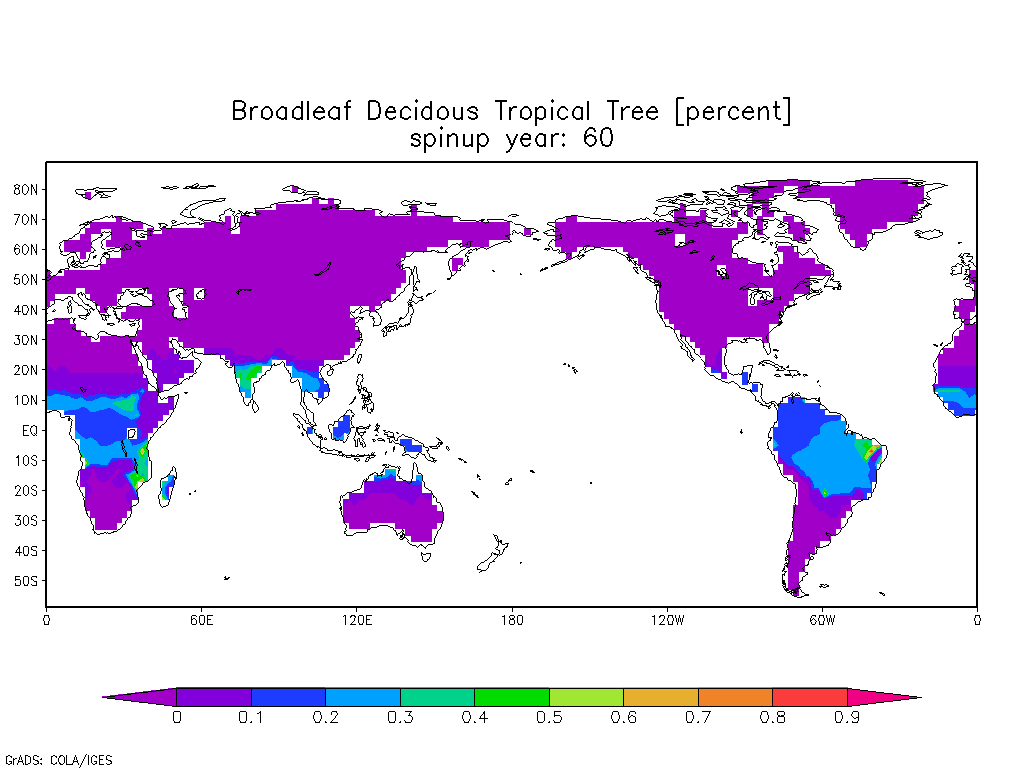 Broadleaf Decidous Tropical Tree [percent]
spinup year: 60
80N
70N
60N
50N
40N
30N
20N
10N
EQ
10S
20S
30S
40S
50S
0 60E 120E 180 120W 60W 0
0 0.1 0.2 0.3 0.4 0.5 0.6 0.7 0.8 0.9
GrADS: COLA/IGES